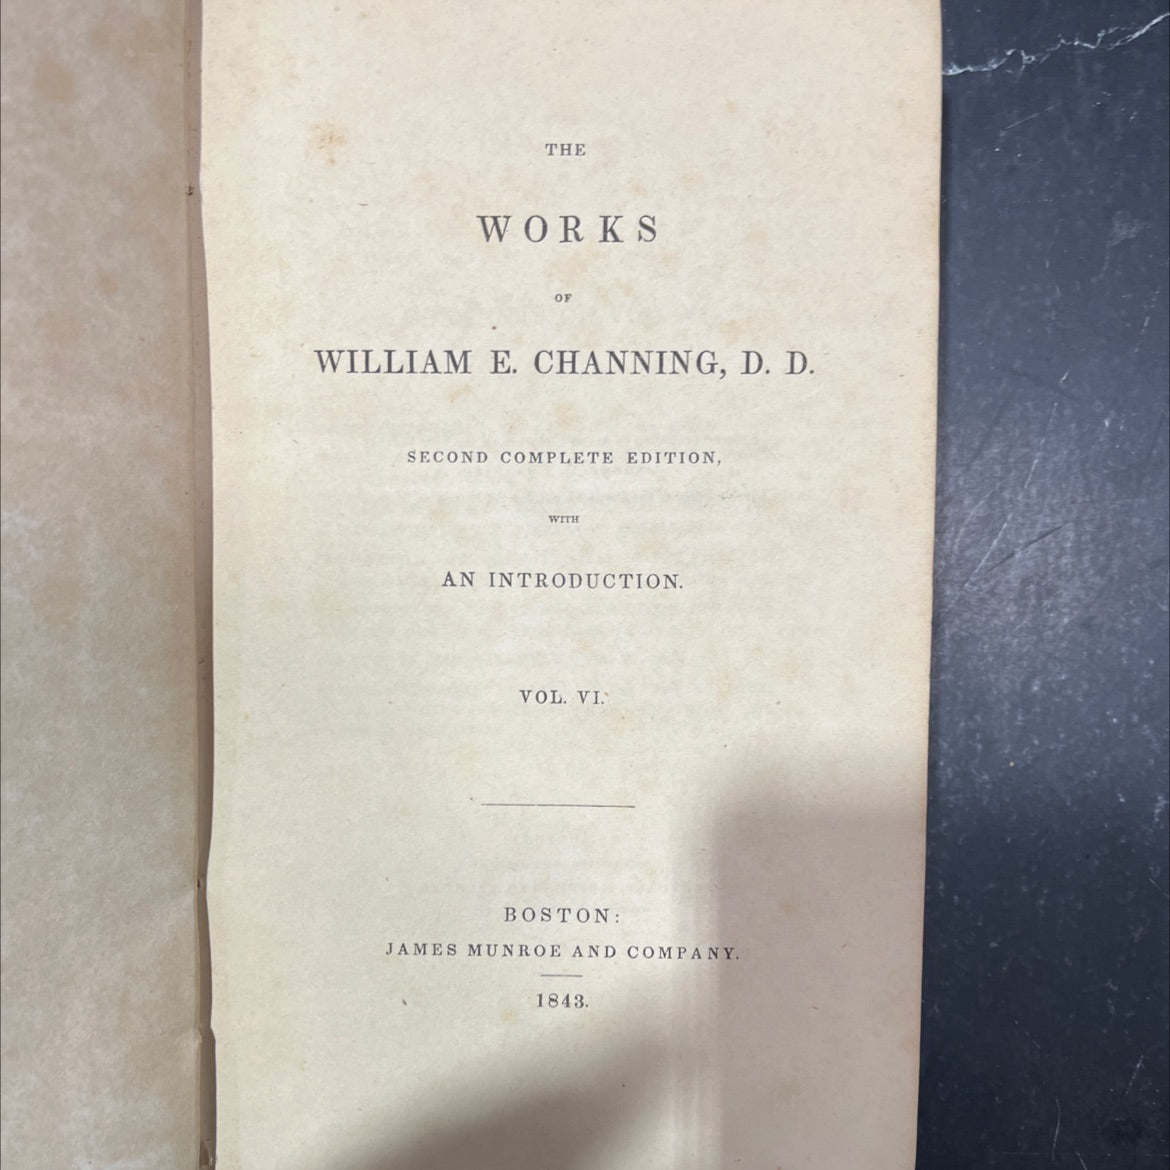 THE
WORKS
OF
WILLIAM E. CHANNING, D. D.
SECOND COMPLETE EDITION,
WITH
AN INTRODUCTION.
VOL. VI.
BOSTON:
JAMES MUNROE AND COMPANY.
1843.